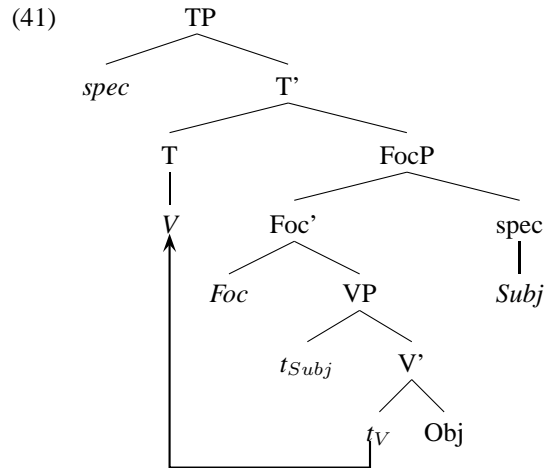 (41) TP
spec T’
T FocP
V Foc’ spec
Foc VP Subj
t_Subj V’
t_V Obj